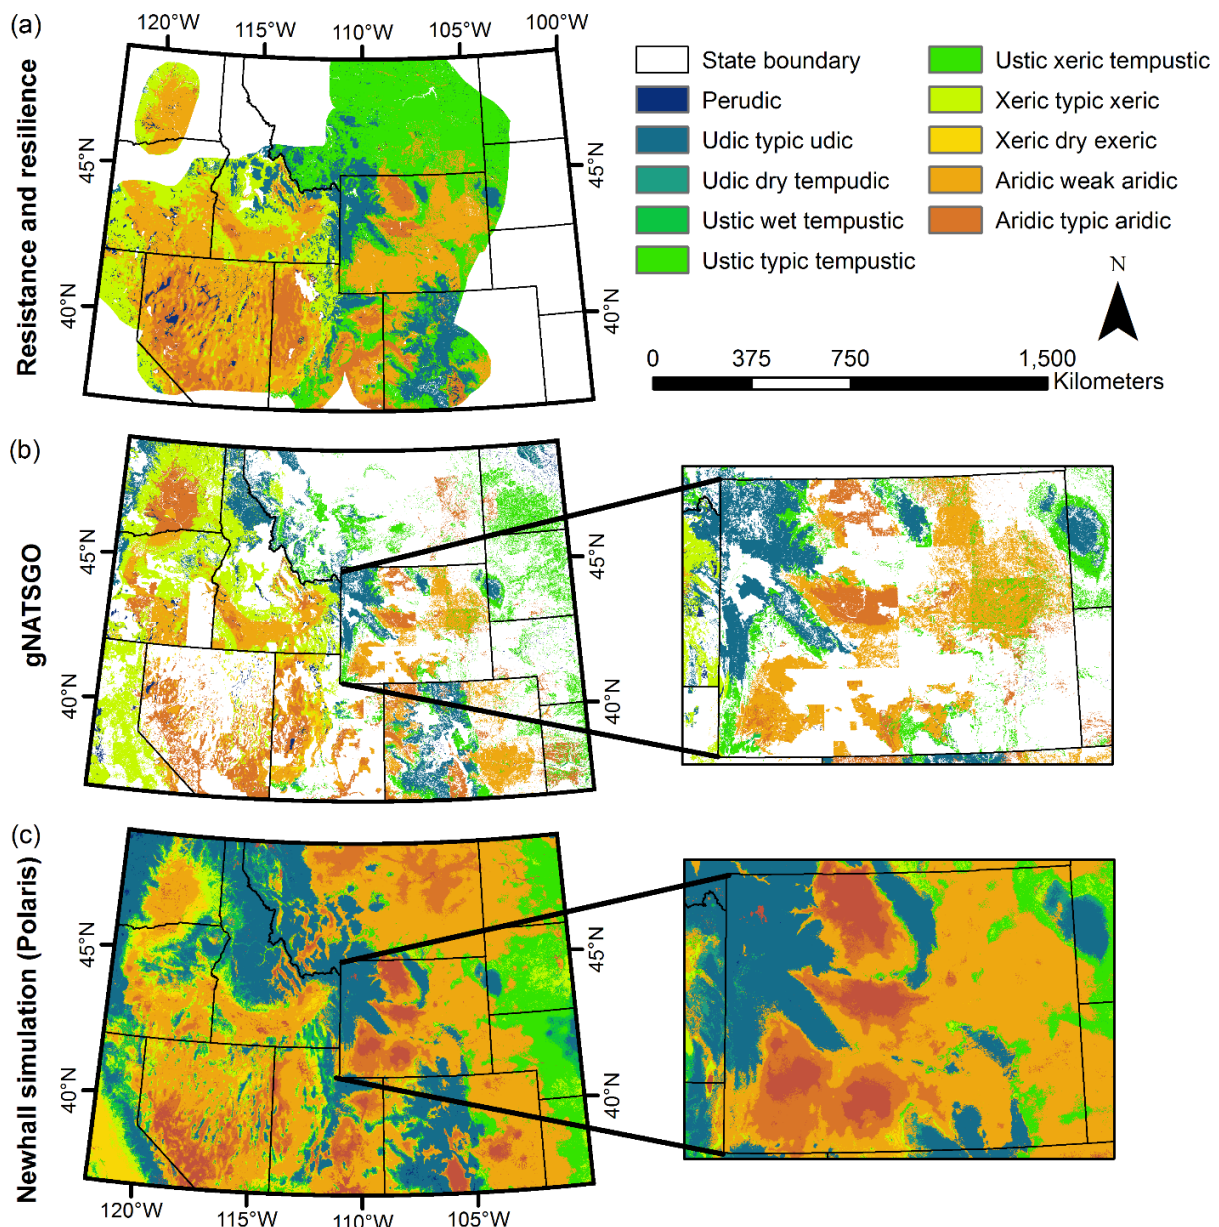 (a)
120°W
115°W
110°W
105°W
100°W
45°N
40°N
45°N
40°N
Resistance and resilience
State boundary
Perudic
Udic typic udic
Udic dry tempudic
Ustic wet tempustic
Ustic typic tempustic
Ustic xeric tempustic
Xeric typic xeric
Xeric dry exeric
Aridic weak aridic
Aridic typic aridic
N
0 375 750 1,500
Kilometers
(b)
gNATSGO
45°N
40°N
45°N
40°N
(c)
Newhall simulation (Polaris)
45°N
40°N
45°N
40°N
120°W
115°W
110°W
105°W